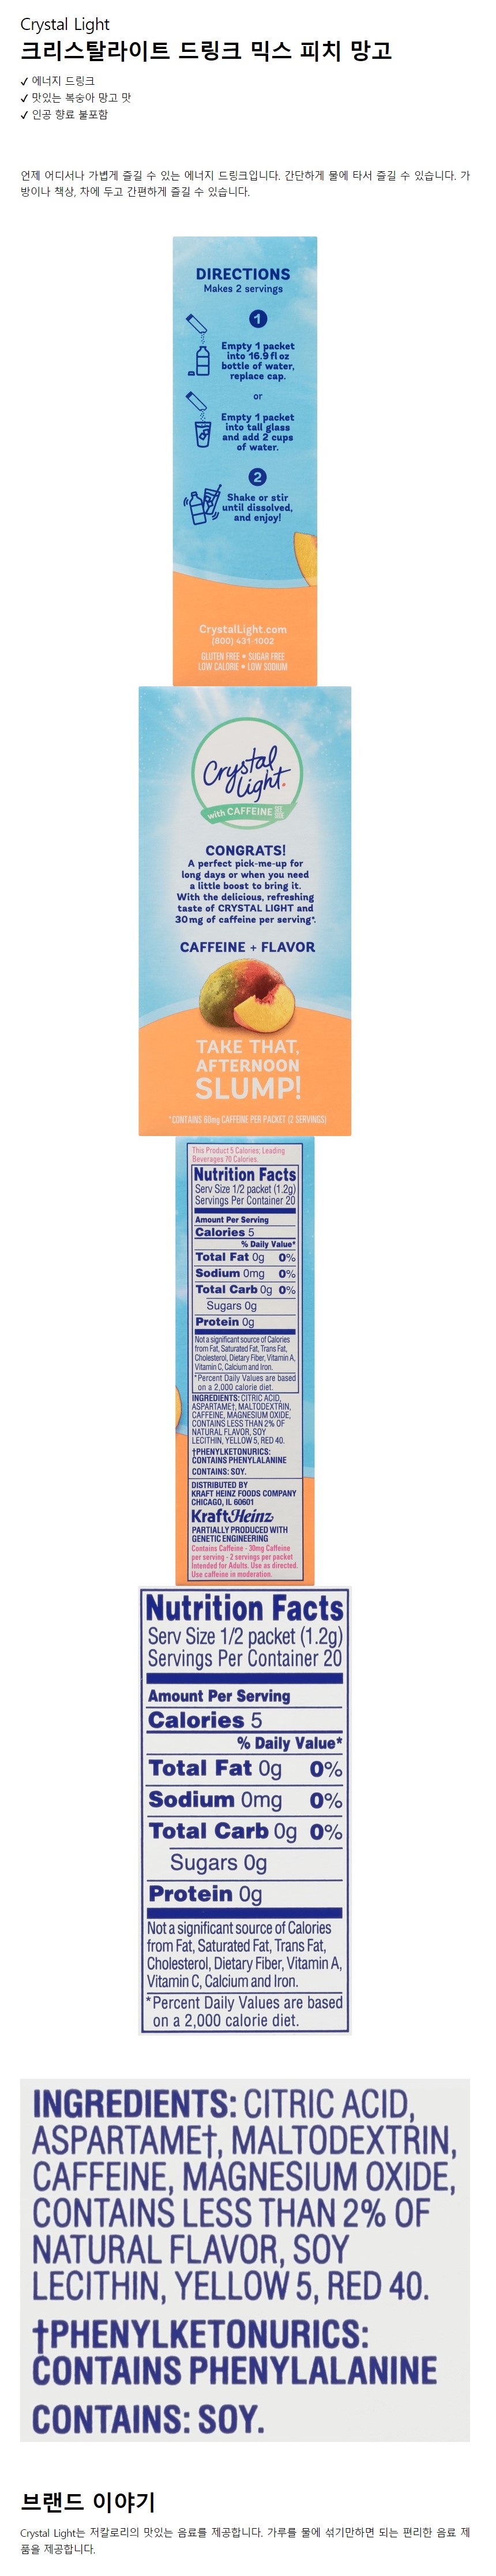 Crystal Light
크리스탈라이트 드링크 믹스 피치 망고
✓ 에너지 드링크
✓ 맛있는 복숭아 망고 맛
✓ 인공 향료 불포함
언제 어디서나 가볍게 즐길 수 있는 에너지 드링크입니다. 간단하게 물에 타서 즐길 수 있습니다. 가
방이나 책상, 차에 두고 간편하게 즐길 수 있습니다.
DIRECTIONS
Makes 2 servings
1
Empty 1 packet
into 16.9 fl oz
bottle of water,
replace cap.
or
Empty 1 packet
into tall glass
and add 2 cups
of water.
2
Shake or stir
until dissolved,
and enjoy!
CrystalLight.com
(800) 431-1002
GLUTEN FREE • SUGAR FREE
LOW CALORIE • LOW SODIUM
Crystal
Light
with CAFFEINE
CONGRATS!
A perfect pick-me-up for
long days or when you need
a little boost to bring it.
With the delicious, refreshing
taste of CRYSTAL LIGHT and
30mg of caffeine per serving*.
CAFFEINE + FLAVOR
TAKE THAT,
AFTERNOON
SLUMP!
*CONTAINS 60mg CAFFEINE PER PACKET (2 SERVINGS)
This Product 5 Calories; Leading
Beverages 70 Calories.
Nutrition Facts
Serv Size 1/2 packet (1.2g)
Servings Per Container 20
Amount Per Serving
Calories 5
% Daily Value*
Total Fat 0g 0%
Sodium 0mg 0%
Total Carb 0g 0%
Sugars 0g
Protein 0g
Not a significant source of Calories
from Fat, Saturated Fat, Trans Fat,
Cholesterol, Dietary Fiber, Vitamin A,
Vitamin C, Calcium and Iron.
*Percent Daily Values are based
on a 2,000 calorie diet.
INGREDIENTS: CITRIC ACID,
ASPARTAME†, MALTODEXTRIN,
CAFFEINE, MAGNESIUM OXIDE,
CONTAINS LESS THAN 2% OF
NATURAL FLAVOR, SOY
LECITHIN, YELLOW 5, RED 40.
†PHENYLKETONURICS:
CONTAINS PHENYLALANINE
CONTAINS: SOY.
DISTRIBUTED BY
KRAFT HEINZ FOODS COMPANY
CHICAGO, IL 60601
KraftHeinz
PARTIALLY PRODUCED WITH
GENETIC ENGINEERING
Contains Caffeine - 30mg Caffeine
per serving - 2 servings per packet
Intended for Adults. Use as directed.
Use caffeine in moderation.
Nutrition Facts
Serv Size 1/2 packet (1.2g)
Servings Per Container 20
Amount Per Serving
Calories 5
% Daily Value*
Total Fat 0g 0%
Sodium 0mg 0%
Total Carb 0g 0%
Sugars 0g
Protein 0g
Not a significant source of Calories
from Fat, Saturated Fat, Trans Fat,
Cholesterol, Dietary Fiber, Vitamin A,
Vitamin C, Calcium and Iron.
*Percent Daily Values are based
on a 2,000 calorie diet.
INGREDIENTS: CITRIC ACID,
ASPARTAME†, MALTODEXTRIN,
CAFFEINE, MAGNESIUM OXIDE,
CONTAINS LESS THAN 2% OF
NATURAL FLAVOR, SOY
LECITHIN, YELLOW 5, RED 40.
†PHENYLKETONURICS:
CONTAINS PHENYLALANINE
CONTAINS: SOY.
브랜드 이야기
Crystal Light는 저칼로리의 맛있는 음료를 제공합니다. 가루를 물에 섞기만하면 되는 편리한 음료 제
품을 제공합니다.